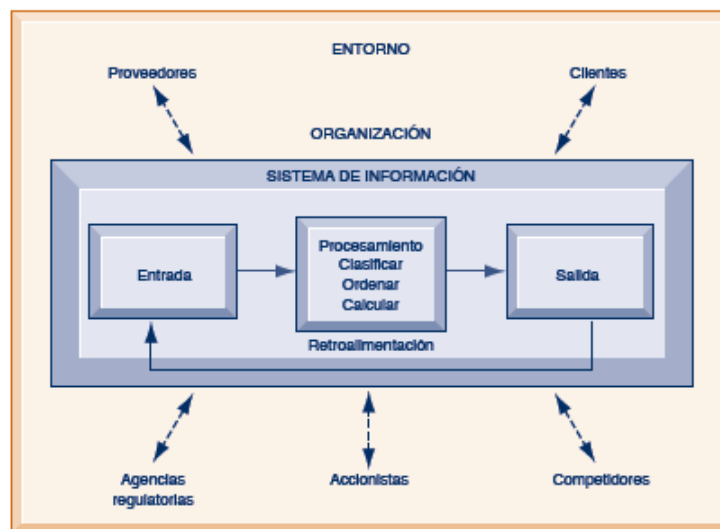 ENTORNO
Proveedores
Clientes
ORGANIZACIÓN
SISTEMA DE INFORMACIÓN
Entrada
Procesamiento
Clasificar
Ordenar
Calcular
Salida
Retroalimentación
Agencias
regulatorias
Accionistas
Competidores